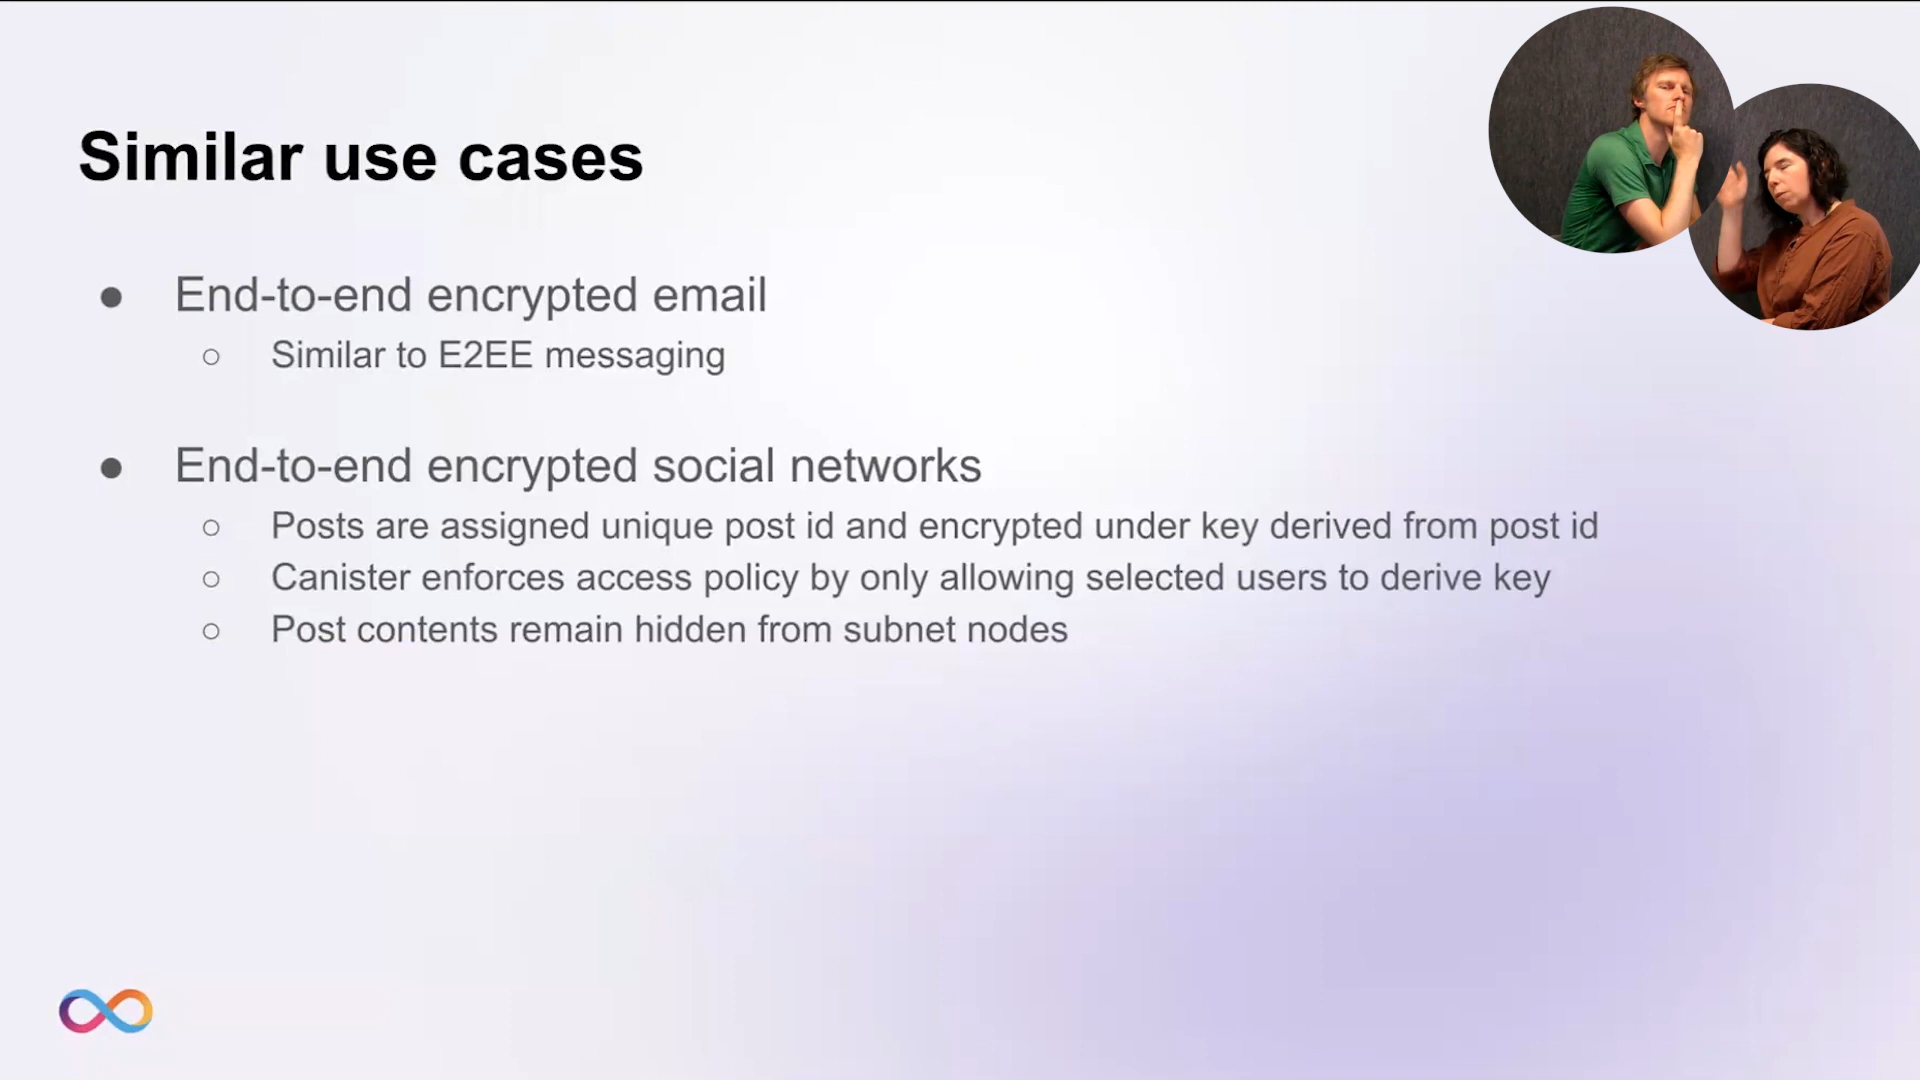 Similar use cases
● End-to-end encrypted email
○ Similar to E2EE messaging
● End-to-end encrypted social networks
○ Posts are assigned unique post id and encrypted under key derived from post id
○ Canister enforces access policy by only allowing selected users to derive key
○ Post contents remain hidden from subnet nodes